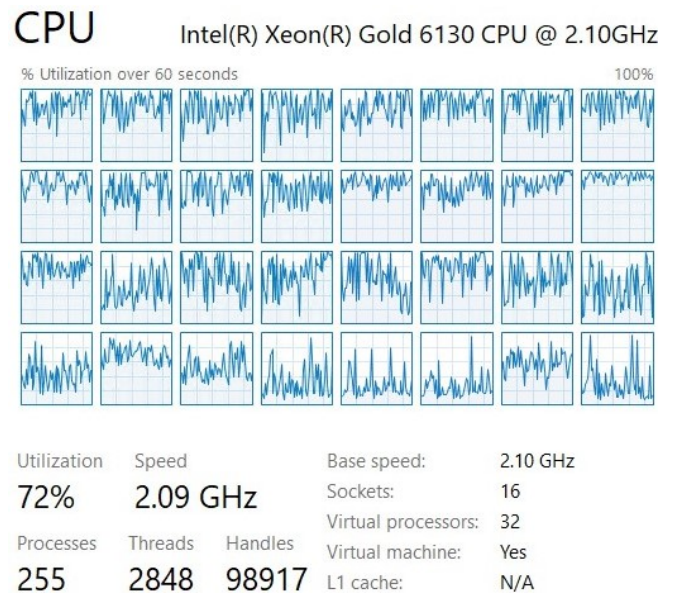 CPU Intel(R) Xeon(R) Gold 6130 CPU @ 2.10GHz
% Utilization over 60 seconds 100%
Utilization Speed
72% 2.09 GHz
Processes Threads Handles
255 2848 98917
Base speed: 2.10 GHz
Sockets: 16
Virtual processors: 32
Virtual machine: Yes
L1 cache: N/A